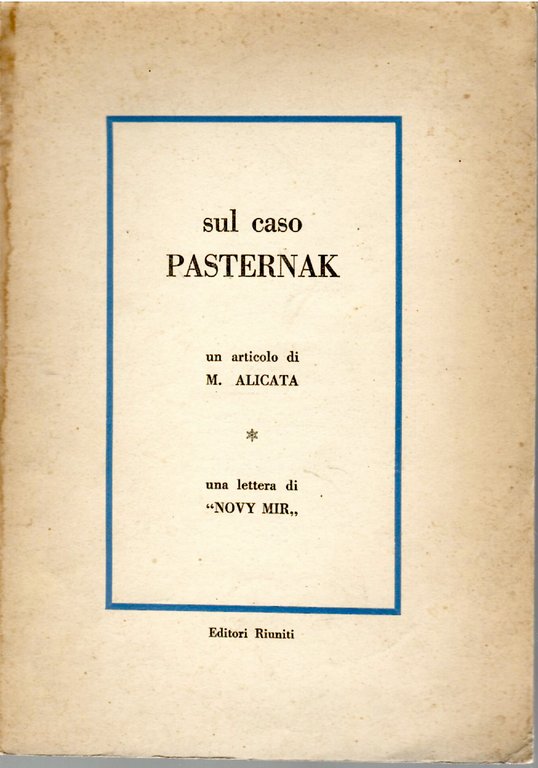 sul caso
PASTERNAK
un articolo di
M. ALICATA
*
una lettera di
“NOVY MIR„
Editori Riuniti